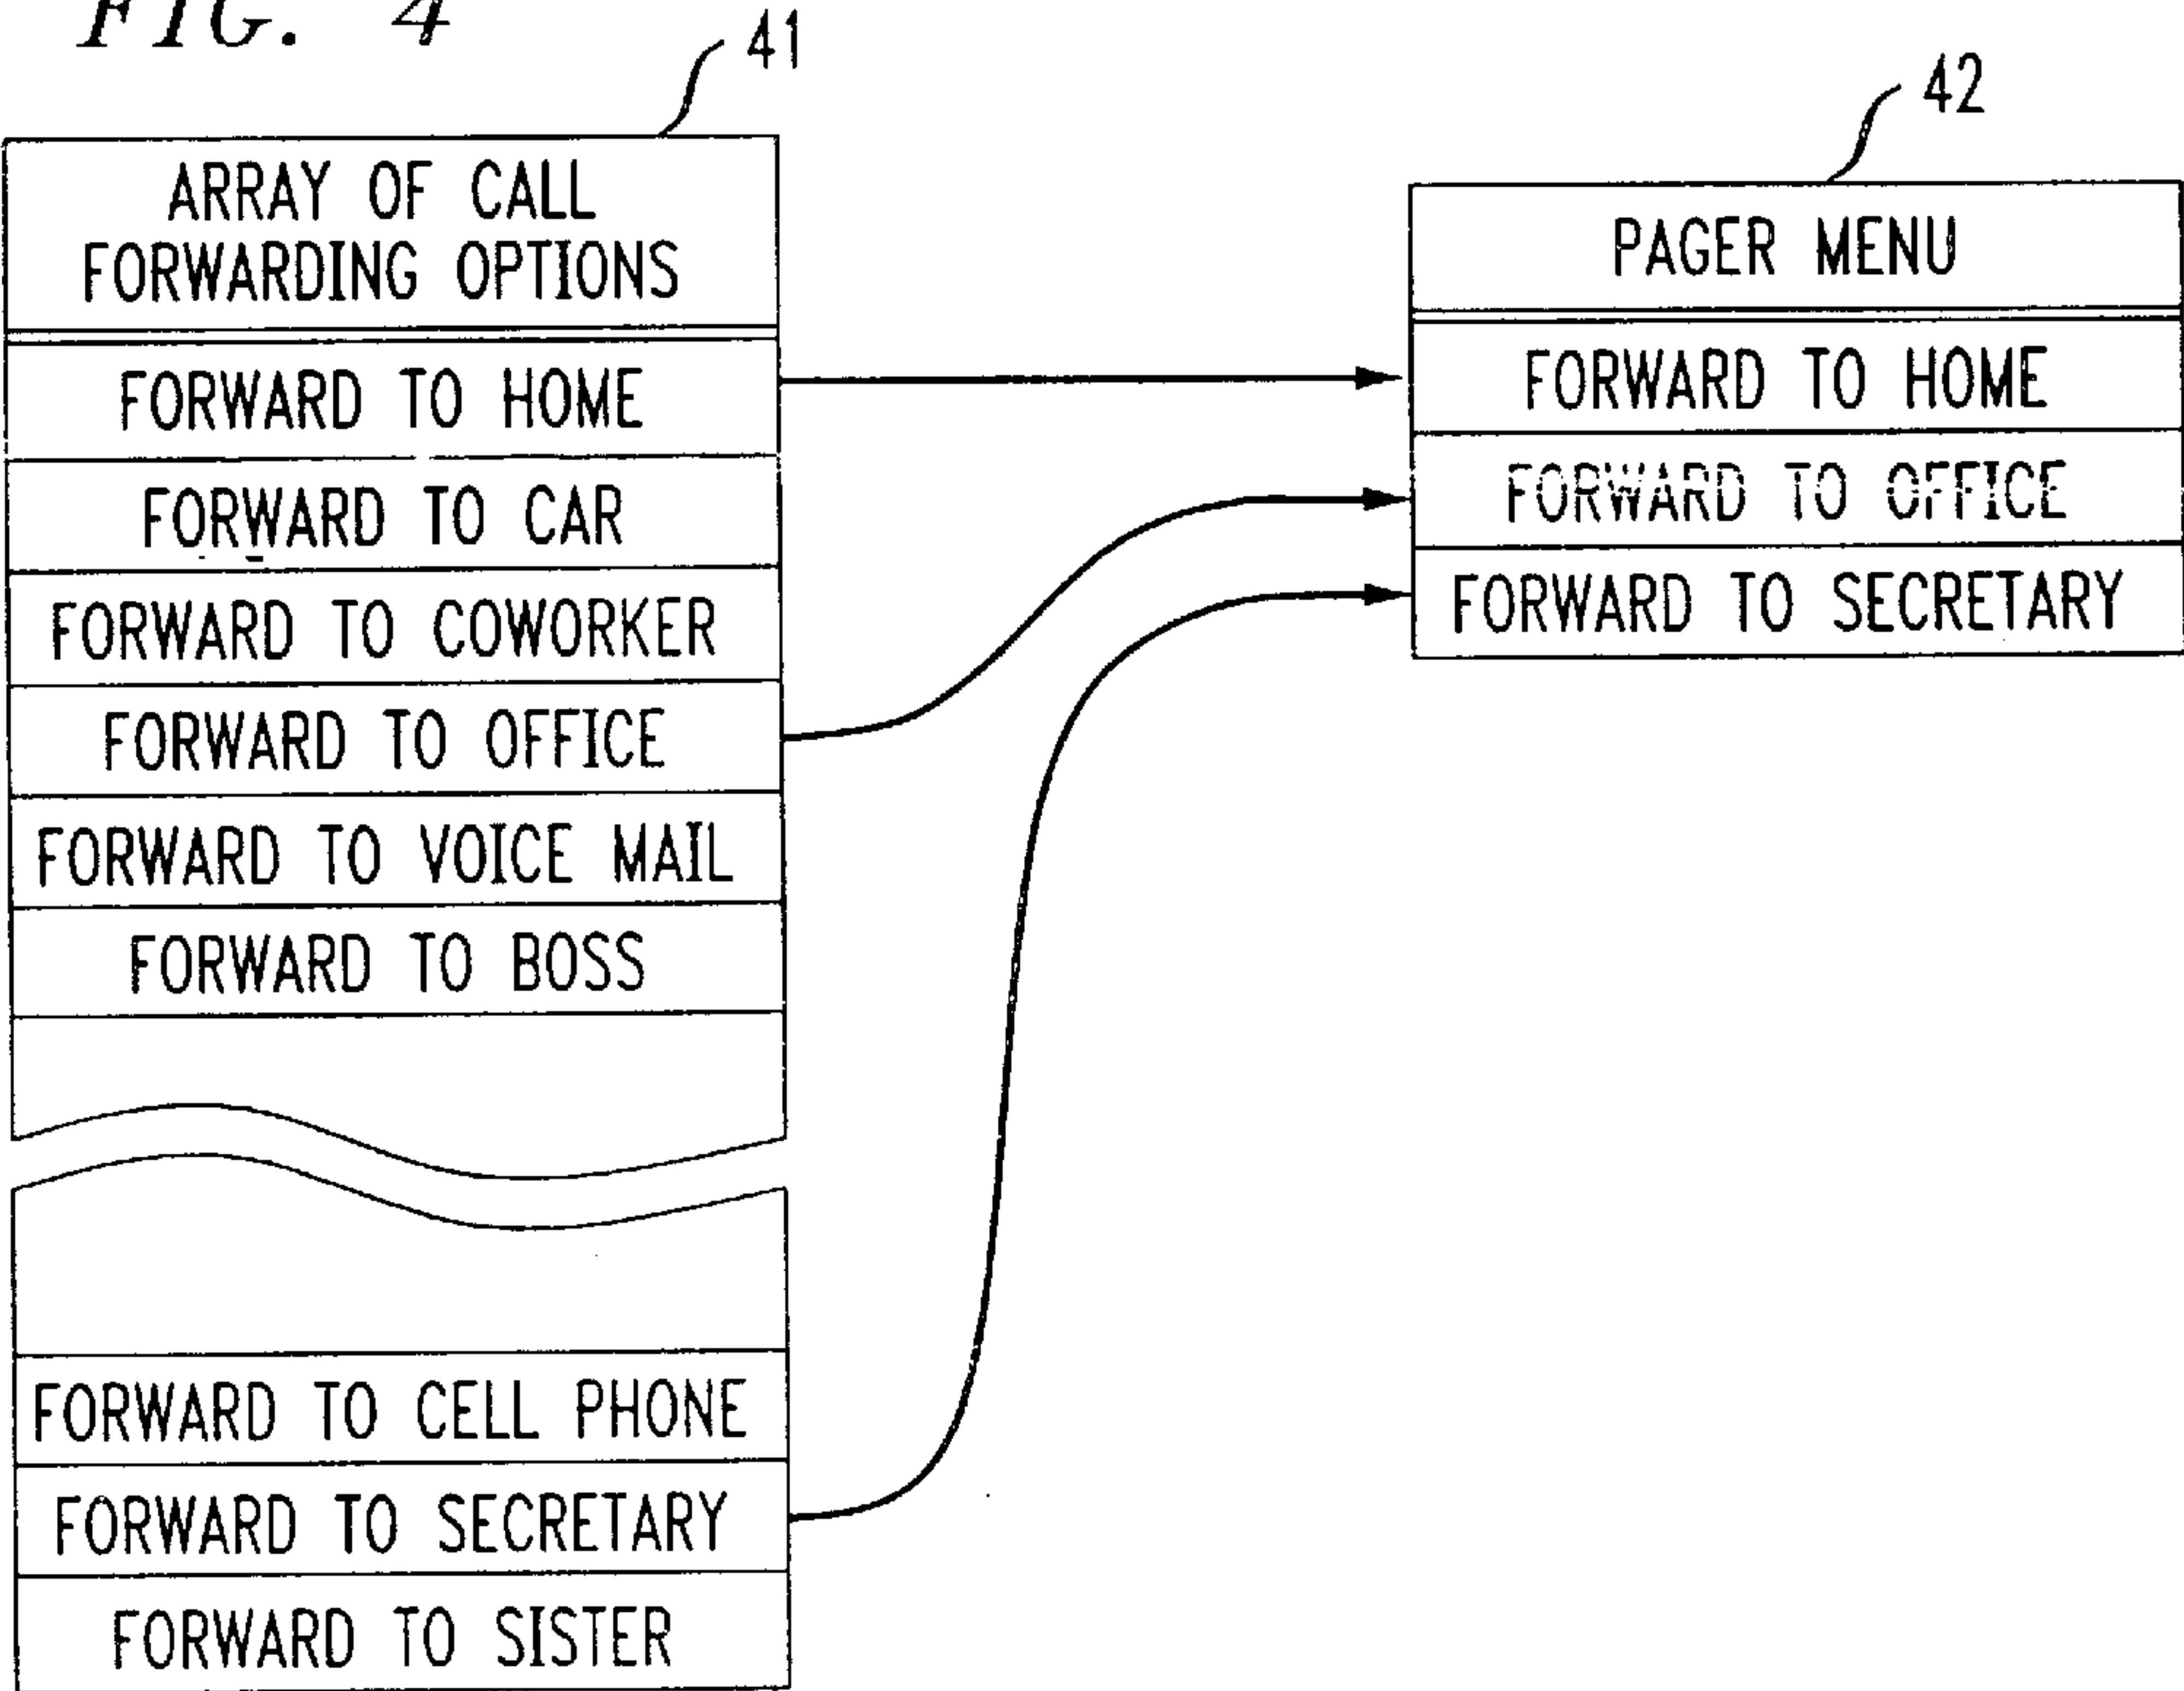 FIG. 4
41
ARRAY OF CALL
FORWARDING OPTIONS
FORWARD TO HOME
FORWARD TO CAR
FORWARD TO COWORKER
FORWARD TO OFFICE
FORWARD TO VOICE MAIL
FORWARD TO BOSS
FORWARD TO CELL PHONE
FORWARD TO SECRETARY
FORWARD TO SISTER
42
PAGER MENU
FORWARD TO HOME
FORWARD TO OFFICE
FORWARD TO SECRETARY